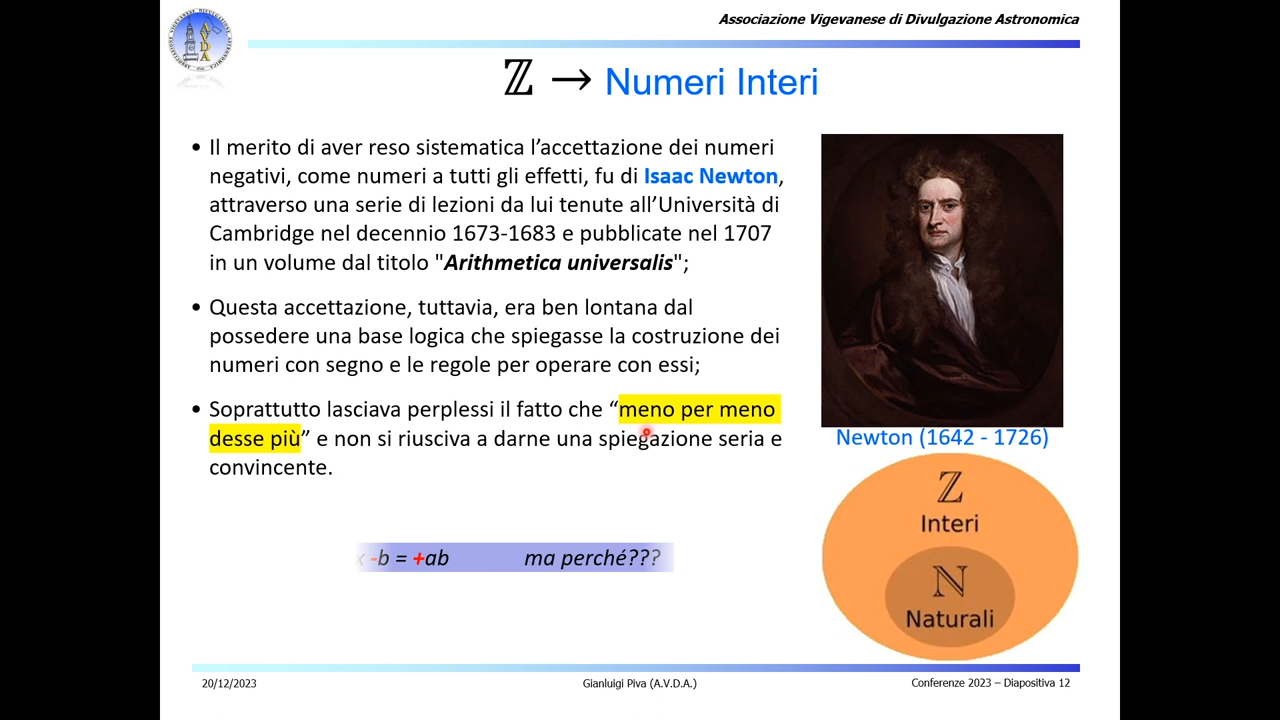 Associazione Vigevanese di Divulgazione Astronomica
AVDA
ℤ → Numeri Interi
• Il merito di aver reso sistematica l’accettazione dei numeri
negativi, come numeri a tutti gli effetti, fu di Isaac Newton,
attraverso una serie di lezioni da lui tenute all’Università di
Cambridge nel decennio 1673-1683 e pubblicate nel 1707
in un volume dal titolo "Arithmetica universalis";
• Questa accettazione, tuttavia, era ben lontana dal
possedere una base logica che spiegasse la costruzione dei
numeri con segno e le regole per operare con essi;
• Soprattutto lasciava perplessi il fatto che “meno per meno
desse più” e non si riusciva a darne una spiegazione seria e
convincente.
-b = +ab ma perché???
Newton (1642 - 1726)
ℤ
Interi
ℕ
Naturali
20/12/2023
Gianluigi Piva (A.V.D.A.)
Conferenze 2023 – Diapositiva 12